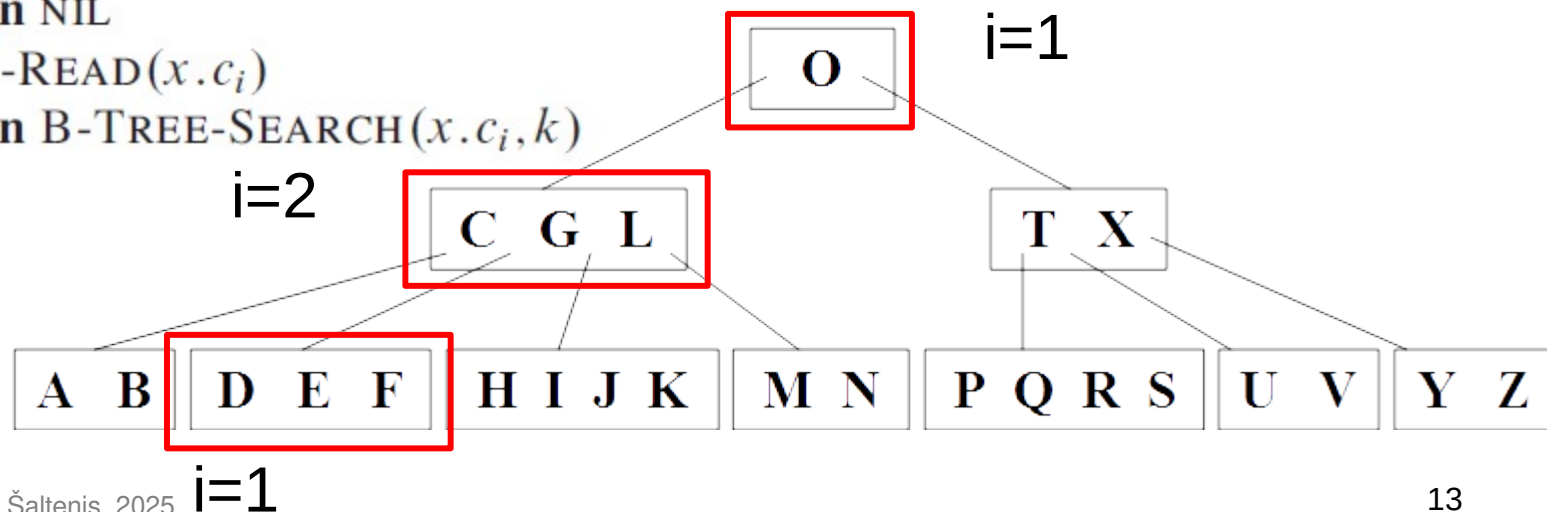 n NIL
-READ(x.cᵢ)
n B-TREE-SEARCH(x.cᵢ, k)
O
i=1
i=2
C G L
T X
A B
D E F
H I J K
M N
P Q R S
U V
Y Z
i=1
Šaltenis, 2025
13